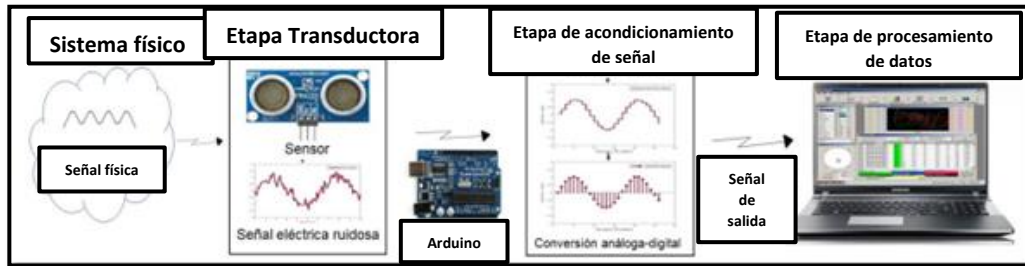 Sistema físico
Señal física
Etapa Transductora
Sensor
Señal eléctrica ruidosa
Arduino
Etapa de acondicionamiento
de señal
Conversión análoga-digital
Señal
de
salida
Etapa de procesamiento
de datos